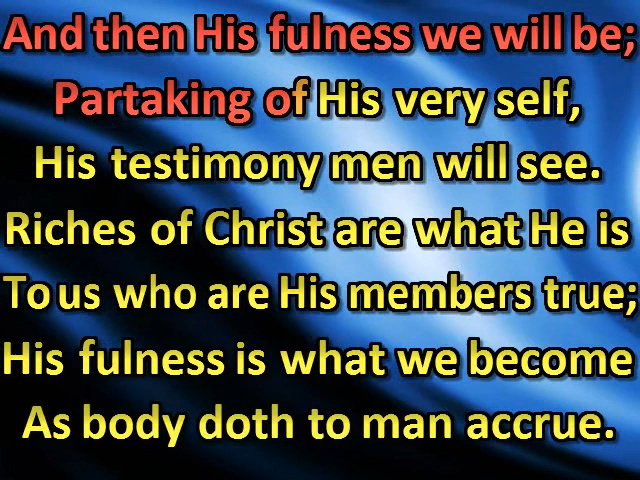 And then His fulness we will be;
Partaking of His very self,
His testimony men will see.
Riches of Christ are what He is
To us who are His members true;
His fulness is what we become
As body doth to man accrue.